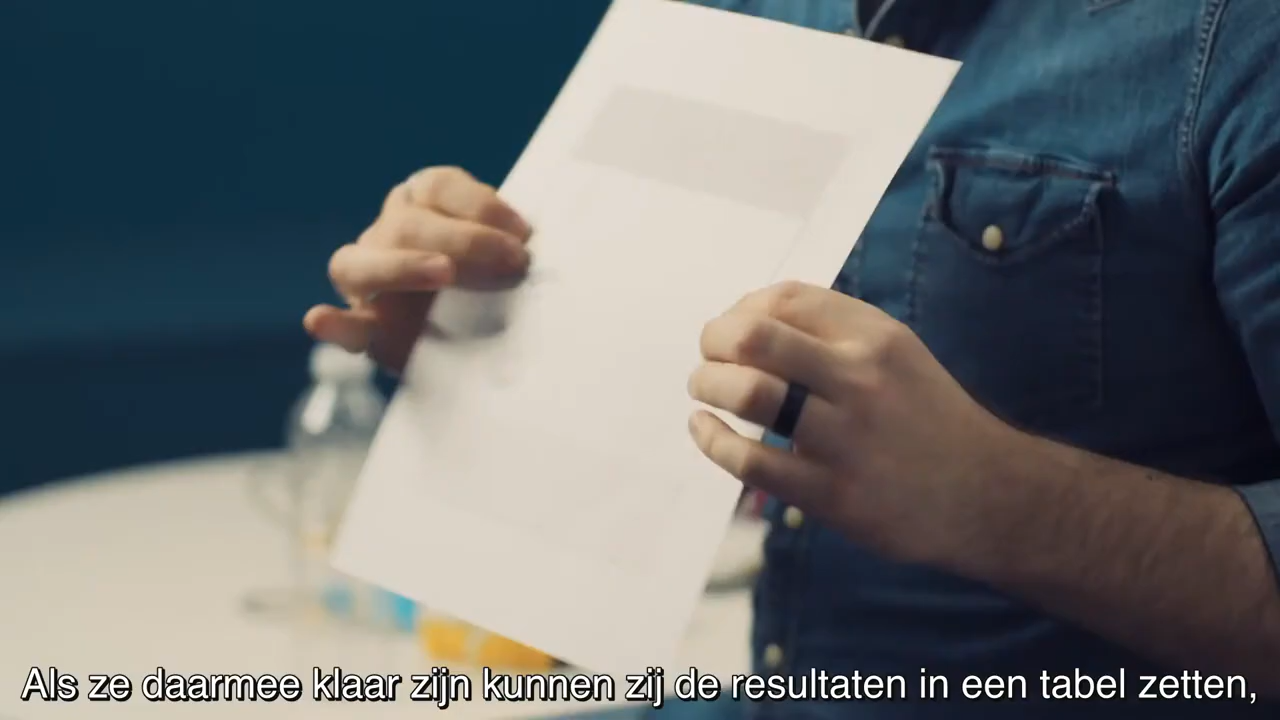 Als ze daarmee klaar zijn kunnen zij de resultaten in een tabel zetten,